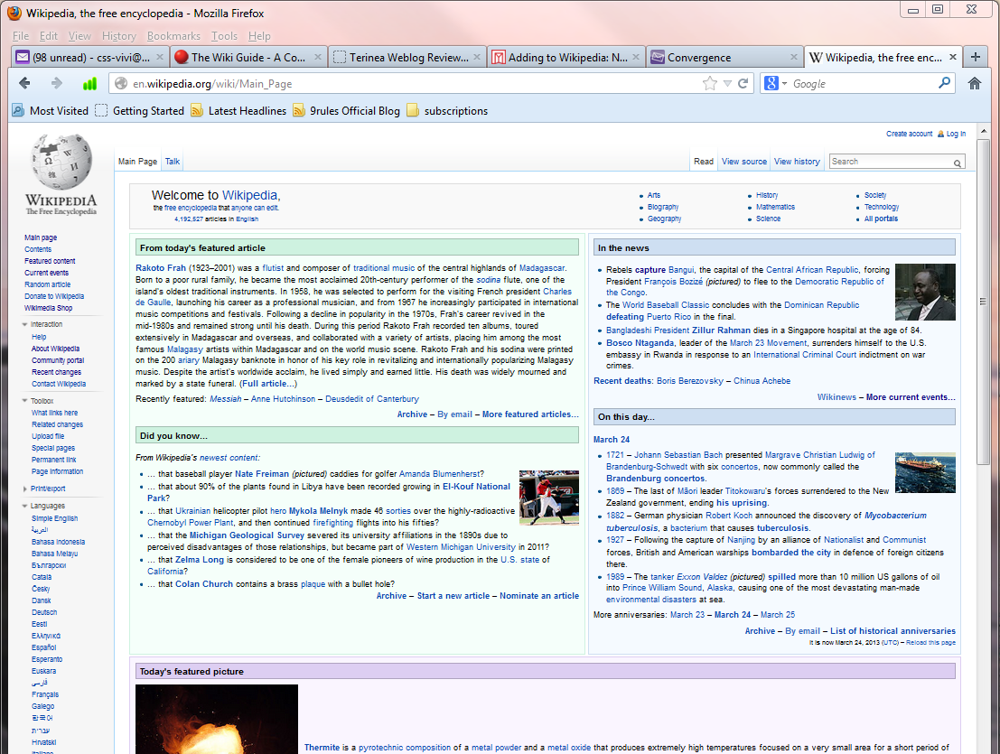 Wikipedia, the free encyclopedia - Mozilla Firefox
File Edit View History Bookmarks Tools Help
(98 unread) - css-vivi@...
The Wiki Guide - A Co...
Terinea Weblog Review...
Adding to Wikipedia: N...
Convergence
Wikipedia, the free enc...
en.wikipedia.org/wiki/Main_Page
Google
Most Visited Getting Started Latest Headlines 9rules Official Blog subscriptions
Create account Log in
Main Page Talk
Read View source View history Search
WIKIPEDIA
The Free Encyclopedia
Main page
Contents
Featured content
Current events
Random article
Donate to Wikipedia
Wikimedia Shop
Interaction
Help
About Wikipedia
Community portal
Recent changes
Contact Wikipedia
Toolbox
What links here
Related changes
Upload file
Special pages
Permanent link
Page information
Print/export
Languages
Simple English
العربية
Bahasa Indonesia
Bahasa Melayu
Български
Català
Česky
Dansk
Deutsch
Eesti
Ελληνικά
Español
Esperanto
Euskara
فارسی
Français
Galego
한국어
עברית
Hrvatski
Italiano
Welcome to Wikipedia,
the free encyclopedia that anyone can edit.
4,192,527 articles in English
Arts
Biography
Geography
History
Mathematics
Science
Society
Technology
All portals
From today's featured article
Rakoto Frah (1923–2001) was a flutist and composer of traditional music of the central highlands of Madagascar.
Born to a poor rural family, he became the most acclaimed 20th-century performer of the sodina flute, one of the
island's oldest traditional instruments. In 1958, he was selected to perform for the visiting French president Charles
de Gaulle, launching his career as a professional musician, and from 1967 he increasingly participated in international
music competitions and festivals. Following a decline in popularity in the 1970s, Frah's career revived in the
mid-1980s and remained strong until his death. During this period Rakoto Frah recorded ten albums, toured
extensively in Madagascar and overseas, and collaborated with a variety of artists, placing him among the most
famous Malagasy artists within Madagascar and on the world music scene. Rakoto Frah and his sodina were printed
on the 200 ariary Malagasy banknote in honor of his key role in revitalizing and internationally popularizing Malagasy
music. Despite the artist's worldwide acclaim, he lived simply and earned little. His death was widely mourned and
marked by a state funeral. (Full article...)
Recently featured: Messiah – Anne Hutchinson – Deusdedit of Canterbury
Archive – By email – More featured articles...
Did you know...
From Wikipedia's newest content:
... that baseball player Nate Freiman (pictured) caddies for golfer Amanda Blumenherst?
... that about 90% of the plants found in Libya have been recorded growing in El-Kouf National
Park?
... that Ukrainian helicopter pilot hero Mykola Melnyk made 46 sorties over the highly-radioactive
Chernobyl Power Plant, and then continued firefighting flights into his fifties?
... that the Michigan Geological Survey severed its university affiliations in the 1890s due to
perceived disadvantages of those relationships, but became part of Western Michigan University in 2011?
... that Zelma Long is considered to be one of the female pioneers of wine production in the U.S. state of
California?
... that Colan Church contains a brass plaque with a bullet hole?
Archive – Start a new article – Nominate an article
In the news
Rebels capture Bangui, the capital of the Central African Republic, forcing
President François Bozizé (pictured) to flee to the Democratic Republic of
the Congo.
The World Baseball Classic concludes with the Dominican Republic
defeating Puerto Rico in the final.
Bangladeshi President Zillur Rahman dies in a Singapore hospital at the age of 84.
Bosco Ntaganda, leader of the March 23 Movement, surrenders himself to the U.S.
embassy in Rwanda in response to an International Criminal Court indictment on war
crimes.
Recent deaths: Boris Berezovsky – Chinua Achebe
Wikinews – More current events...
On this day...
March 24
1721 – Johann Sebastian Bach presented Margrave Christian Ludwig of
Brandenburg-Schwedt with six concertos, now commonly called the
Brandenburg concertos.
1869 – The last of Māori leader Titokowaru's forces surrendered to the New
Zealand government, ending his uprising.
1882 – German physician Robert Koch announced the discovery of Mycobacterium
tuberculosis, a bacterium that causes tuberculosis.
1927 – Following the capture of Nanjing by an alliance of Nationalist and Communist
forces, British and American warships bombarded the city in defence of foreign citizens
there.
1989 – The tanker Exxon Valdez (pictured) spilled more than 10 million US gallons of oil
into Prince William Sound, Alaska, causing one of the most devastating man-made
environmental disasters at sea.
More anniversaries: March 23 – March 24 – March 25
Archive – By email – List of historical anniversaries
It is now March 24, 2013 (UTC) – Reload this page
Today's featured picture
Thermite is a pyrotechnic composition of a metal powder and a metal oxide that produces extremely high temperatures focused on a very small area for a short period of